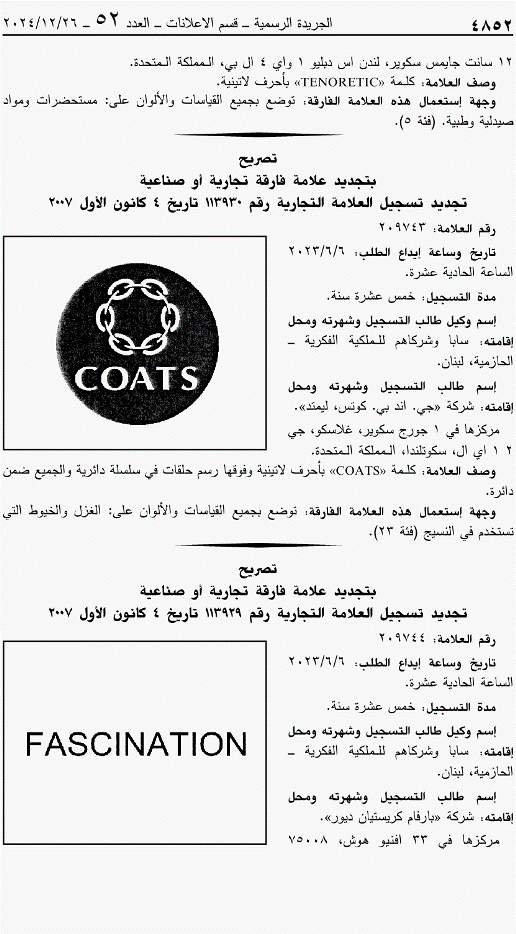 ٤٨٥٢ الجريدة الرسمية ــ قسم الاعلانات ــ العدد ٥٢ ــ ٢٠٢٤/١٢/٢٦
١٢ سانت جايمس سكوير، لندن اس دبليو ١ واي ٤ ال بي، المملكة المتحدة.
وصف العلامة: كلمة «TENORETIC» بأحرف لاتينية.
وجهة إستعمال هذه العلامة الفارقة: توضع بجميع القياسات والألوان على: مستحضرات ومواد
صيدلية وطبية. (فئة ٥).
تصريح
بتجديد علامة فارقة تجارية أو صناعية
تجديد تسجيل العلامة التجارية رقم ١١٣٩٣٠ تاريخ ٤ كانون الأول ٢٠٠٧
رقم العلامة: ٢٠٩٧٤٣
تاريخ وساعة إيداع الطلب: ٢٠٢٣/٦/٦
الساعة الحادية عشرة.
مدة التسجيل: خمس عشرة سنة.
إسم وكيل طالب التسجيل وشهرته ومحل
إقامته: سابا وشركاهم للملكية الفكرية ــ
الحازمية، لبنان.
إسم طالب التسجيل وشهرته ومحل
إقامته: شركة «جي. اند بي. كوتس، ليمتد».
مركزها في ١ جورج سكوير، غلاسكو، جي
٢ ١ اي ال، سكوتلندا، المملكة المتحدة.
COATS
وصف العلامة: كلمة «COATS» بأحرف لاتينية وفوقها رسم حلقات في سلسلة دائرية والجميع ضمن
دائرة.
وجهة إستعمال هذه العلامة الفارقة: توضع بجميع القياسات والألوان على: الغزل والخيوط التي
تستخدم في النسيج (فئة ٢٣).
تصريح
بتجديد علامة فارقة تجارية أو صناعية
تجديد تسجيل العلامة التجارية رقم ١١٣٩٢٩ تاريخ ٤ كانون الأول ٢٠٠٧
رقم العلامة: ٢٠٩٧٤٤
تاريخ وساعة إيداع الطلب: ٢٠٢٣/٦/٦
الساعة الحادية عشرة.
مدة التسجيل: خمس عشرة سنة.
إسم وكيل طالب التسجيل وشهرته ومحل
إقامته: سابا وشركاهم للملكية الفكرية ــ
الحازمية، لبنان.
إسم طالب التسجيل وشهرته ومحل
إقامته: شركة «بارفام كريستيان ديور».
مركزها في ٣٣ افنيو هوش، ٧٥٠٠٨
FASCINATION